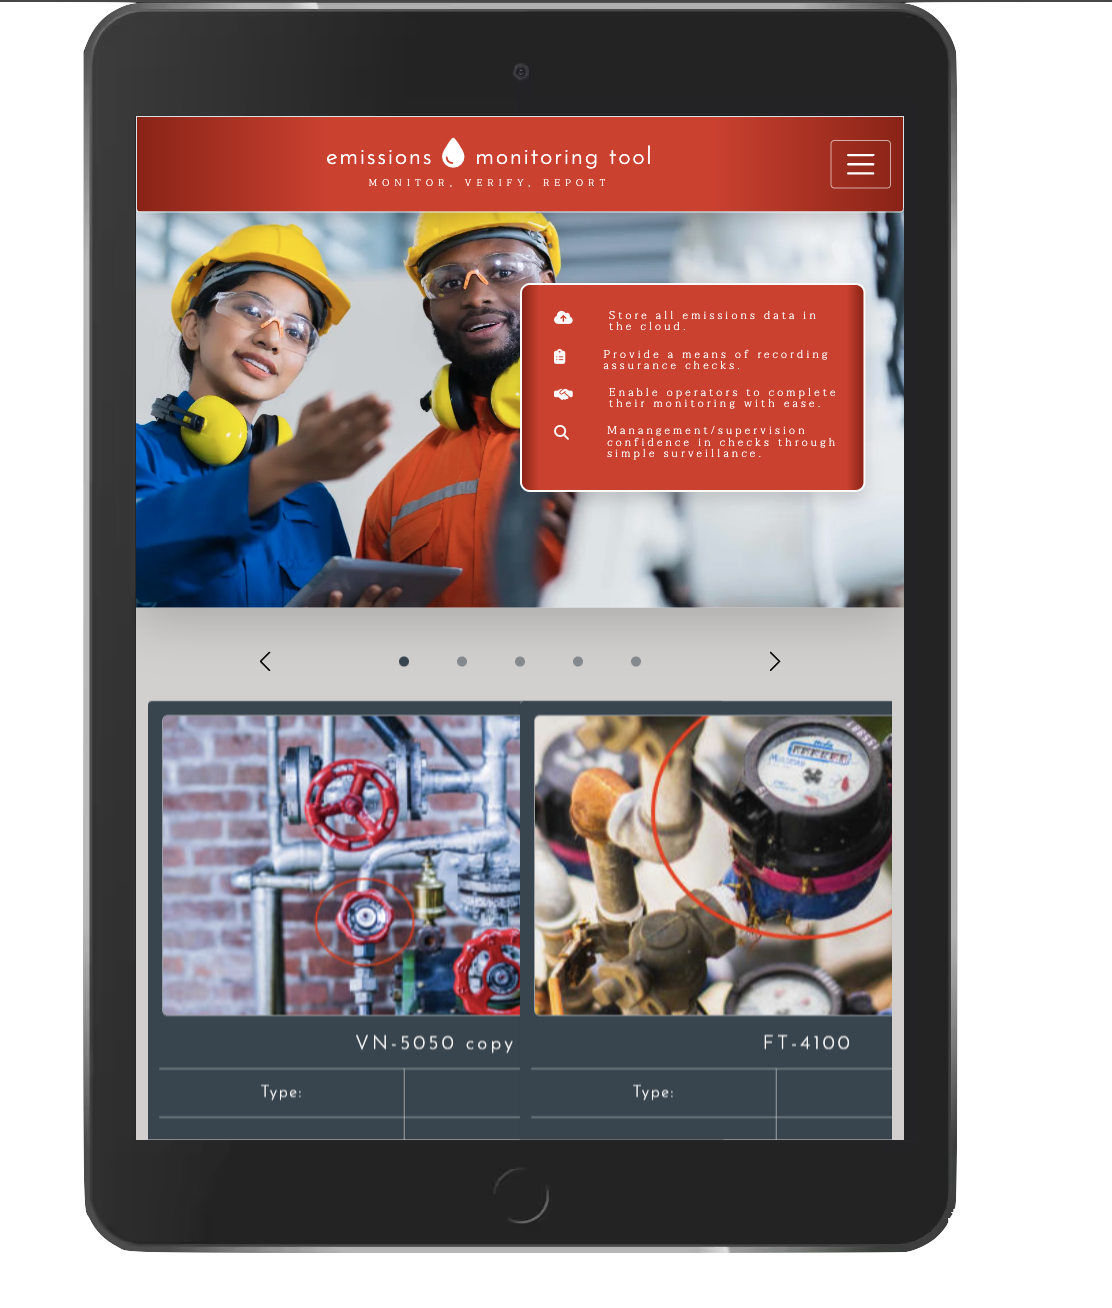 emissions monitoring tool
MONITOR, VERIFY, REPORT
Store all emissions data in
the cloud.
Provide a means of recording
assurance checks.
Enable operators to complete
their monitoring with ease.
Manangement/supervision
confidence in checks through
simple surveillance.
VN-5050 copy
FT-4100
Type:
Type: